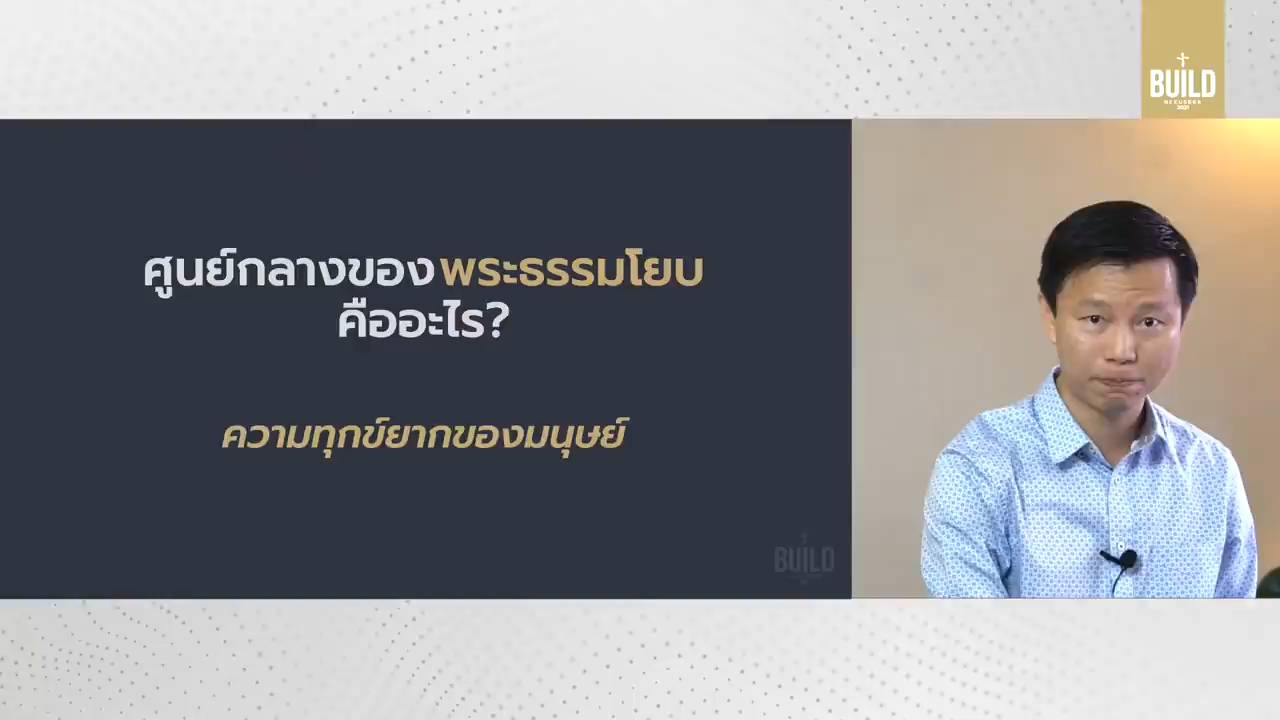 BUILD
NEXUSBKK
2021
ศูนย์กลางของพระธรรมโยบ
คืออะไร?
ความทุกข์ยากของมนุษย์
BUILD